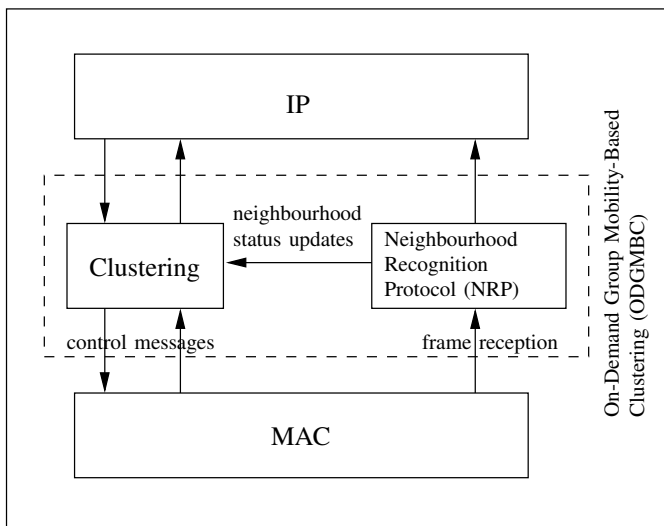 IP
neighbourhood
status updates
Clustering
Neighbourhood
Recognition
Protocol (NRP)
control messages
frame reception
MAC
On-Demand Group Mobility-Based
Clustering (ODGMBC)